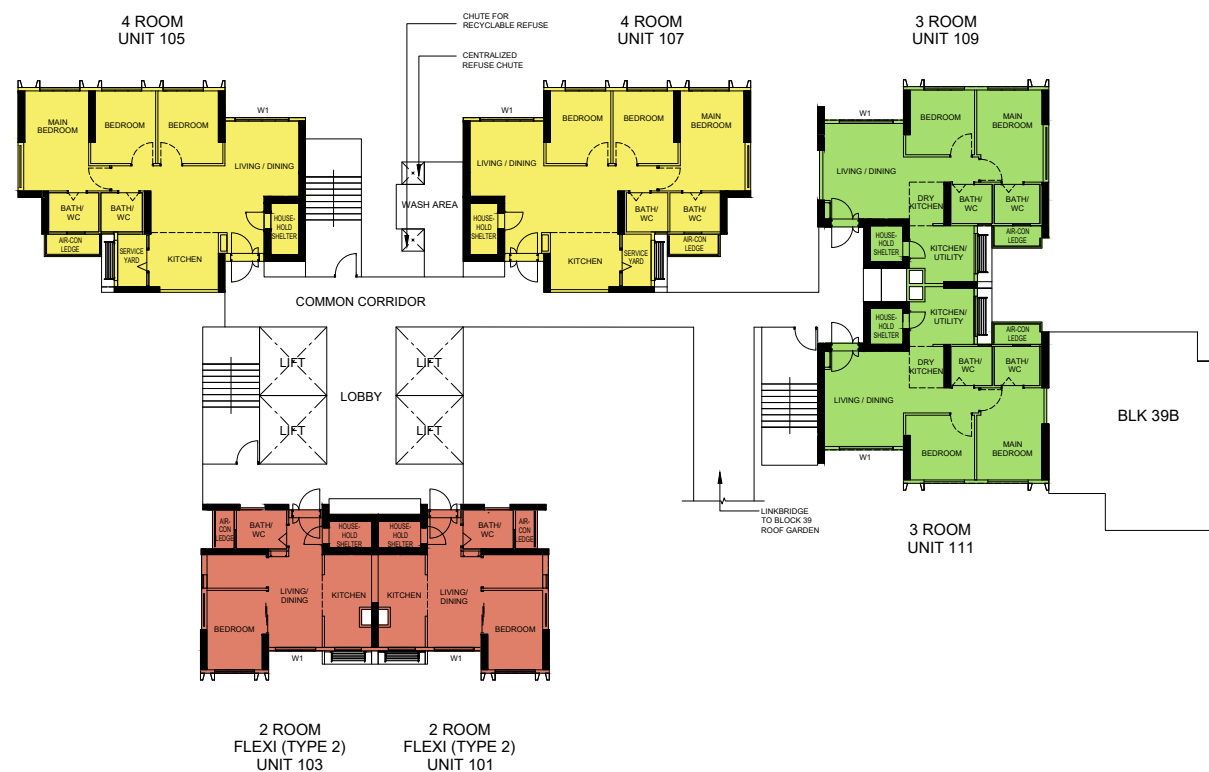 4 ROOM
UNIT 105
CHUTE FOR
RECYCLABLE REFUSE
CENTRALIZED
REFUSE CHUTE
4 ROOM
UNIT 107
3 ROOM
UNIT 109
MAIN
BEDROOM
BEDROOM
BEDROOM
W1
LIVING / DINING
BATH/
WC
BATH/
WC
AIR-CON
LEDGE
SERVICE
YARD
KITCHEN
HOUSE-
HOLD
SHELTER
WASH AREA
W1
BEDROOM
BEDROOM
MAIN
BEDROOM
LIVING / DINING
HOUSE-
HOLD
SHELTER
BATH/
WC
BATH/
WC
AIR-CON
LEDGE
KITCHEN
SERVICE
YARD
W1
BEDROOM
MAIN
BEDROOM
LIVING / DINING
DRY
KITCHEN
BATH/
WC
BATH/
WC
AIR-CON
LEDGE
HOUSE-
HOLD
SHELTER
KITCHEN/
UTILITY
COMMON CORRIDOR
LIFT
LIFT
LOBBY
LIFT
LIFT
HOUSE-
HOLD
SHELTER
KITCHEN/
UTILITY
AIR-CON
LEDGE
DRY
KITCHEN
BATH/
WC
BATH/
WC
LIVING / DINING
W1
BEDROOM
MAIN
BEDROOM
BLK 39B
LINKBRIDGE
TO BLOCK 39
ROOF GARDEN
3 ROOM
UNIT 111
AIR-
CON
LEDGE
BATH/
WC
HOUSE-
HOLD
SHELTER
HOUSE-
HOLD
SHELTER
BATH/
WC
AIR-
CON
LEDGE
LIVING/
DINING
KITCHEN
KITCHEN
LIVING/
DINING
BEDROOM
BEDROOM
W1
W1
2 ROOM
FLEXI (TYPE 2)
UNIT 103
2 ROOM
FLEXI (TYPE 2)
UNIT 101